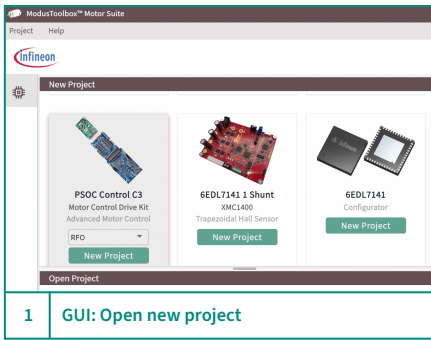 ModusToolbox™ Motor Suite
Project Help
infineon
New Project
PSOC Control C3
Motor Control Drive Kit
Advanced Motor Control
RFO
New Project
6EDL7141 1 Shunt
XMC1400
Trapezoidal Hall Sensor
New Project
infineon
6EDL7141
Configurator
New Project
Open Project
1 GUI: Open new project